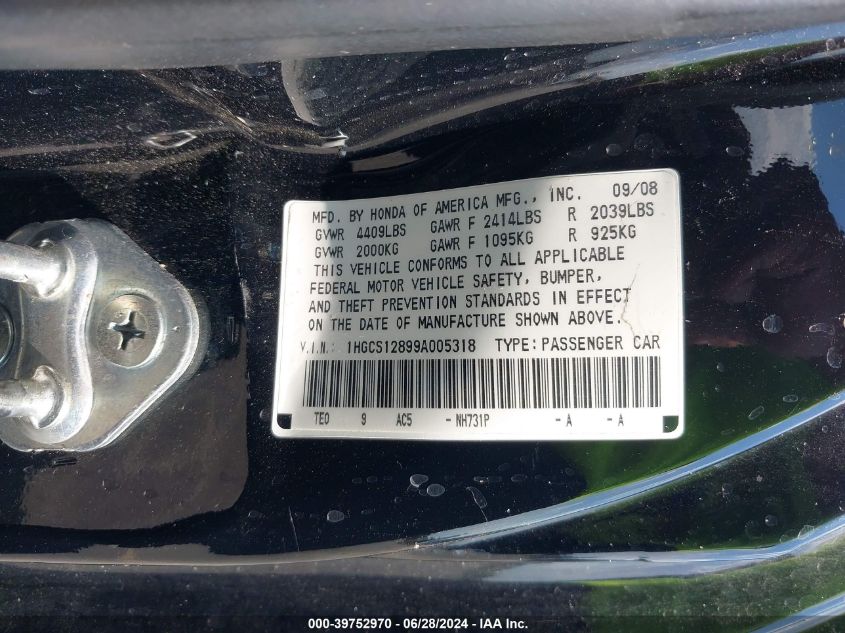 MFD. BY HONDA OF AMERICA MFG., INC. 09/08
GVWR 4409LBS GAWR F 2414LBS R 2039LBS
GVWR 2000KG GAWR F 1095KG R 925KG
THIS VEHICLE CONFORMS TO ALL APPLICABLE
FEDERAL MOTOR VEHICLE SAFETY, BUMPER,
AND THEFT PREVENTION STANDARDS IN EFFECT
ON THE DATE OF MANUFACTURE SHOWN ABOVE.
V.I.N.: 1HGCS12899A005318 TYPE:PASSENGER CAR
TE0 9 AC5 - NH731P - A - A
000-39752970 | 06/28/2024 | IAA Inc.